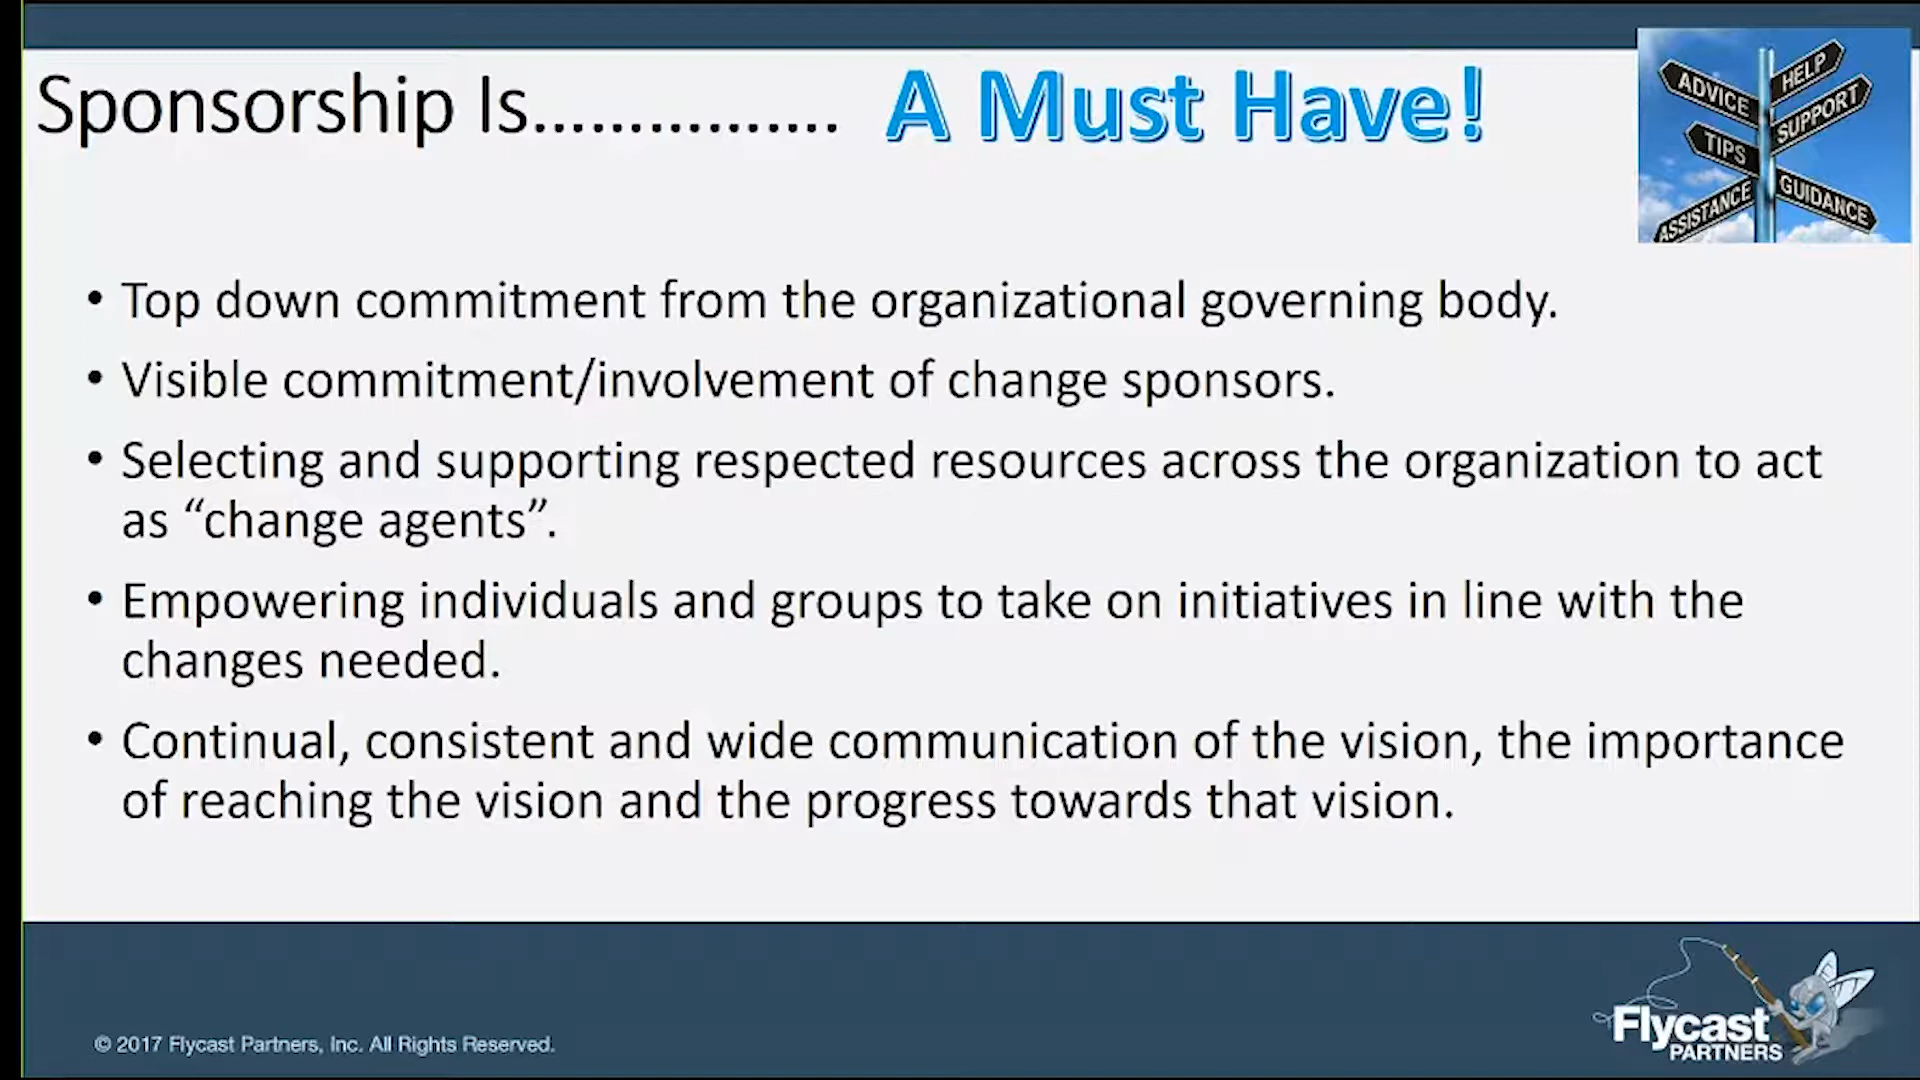 Sponsorship Is................ A Must Have!
ADVICE
HELP
SUPPORT
TIPS
GUIDANCE
ASSISTANCE
• Top down commitment from the organizational governing body.
• Visible commitment/involvement of change sponsors.
• Selecting and supporting respected resources across the organization to act
as “change agents”.
• Empowering individuals and groups to take on initiatives in line with the
changes needed.
• Continual, consistent and wide communication of the vision, the importance
of reaching the vision and the progress towards that vision.
© 2017 Flycast Partners, Inc. All Rights Reserved.
Flycast
PARTNERS